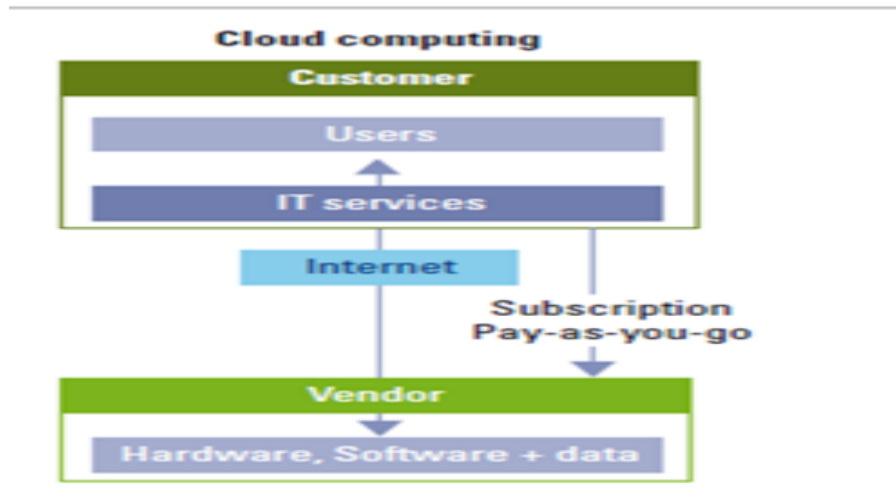 Cloud computing
Customer
Users
IT services
Internet
Subscription
Pay-as-you-go
Vendor
Hardware, Software + data